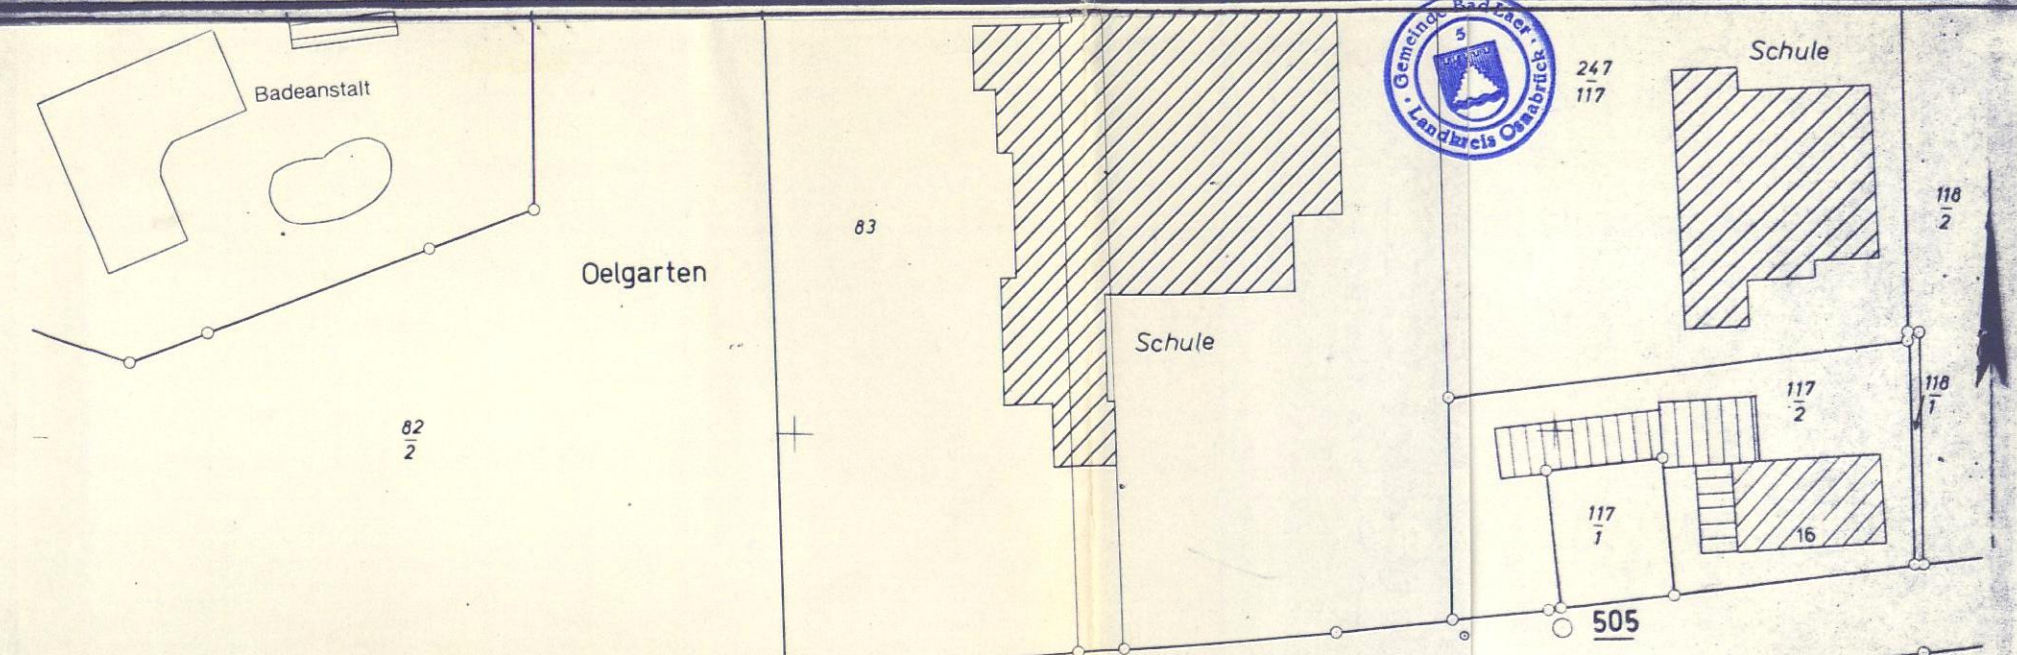 Badeanstalt
Oelgarten
82
2
83
Schule
Gemeinde Bad Laer
Landkreis Osnabrück
5
247
117
Schule
118
2
118
1
117
2
117
1
16
505